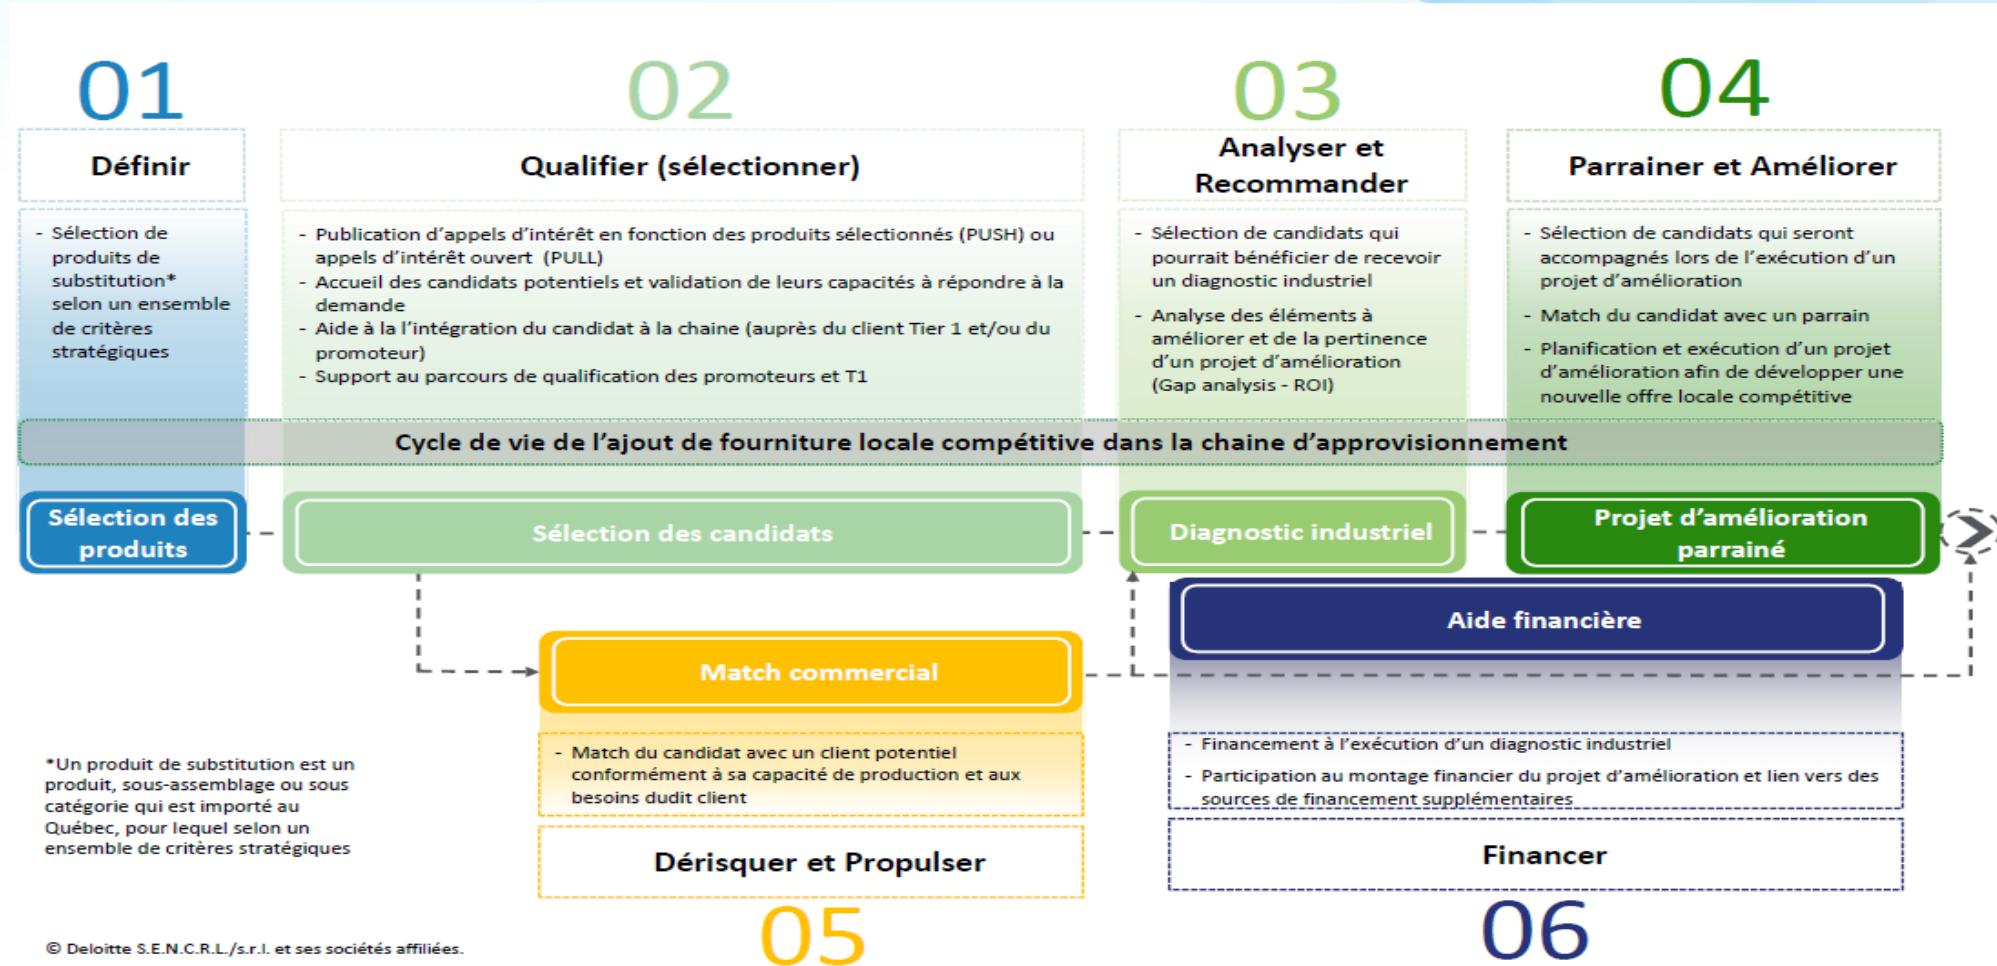 01
Définir
- Sélection de
produits de
substitution*
selon un ensemble
de critères
stratégiques
02
Qualifier (sélectionner)
- Publication d’appels d’intérêt en fonction des produits sélectionnés (PUSH) ou
appels d’intérêt ouvert (PULL)
- Accueil des candidats potentiels et validation de leurs capacités à répondre à la
demande
- Aide à la l’intégration du candidat à la chaine (auprès du client Tier 1 et/ou du
promoteur)
- Support au parcours de qualification des promoteurs et T1
03
Analyser et
Recommander
- Sélection de candidats qui
pourrait bénéficier de recevoir
un diagnostic industriel
- Analyse des éléments à
améliorer et de la pertinence
d’un projet d’amélioration
(Gap analysis - ROI)
04
Parrainer et Améliorer
- Sélection de candidats qui seront
accompagnés lors de l’exécution d’un
projet d’amélioration
- Match du candidat avec un parrain
- Planification et exécution d’un projet
d’amélioration afin de développer une
nouvelle offre locale compétitive
Cycle de vie de l’ajout de fourniture locale compétitive dans la chaine d’approvisionnement
Sélection des
produits
Sélection des candidats
Diagnostic industriel
Projet d’amélioration
parrainé
Match commercial
- Match du candidat avec un client potentiel
conformément à sa capacité de production et aux
besoins dudit client
Dérisquer et Propulser
05
Aide financière
- Financement à l’exécution d’un diagnostic industriel
- Participation au montage financier du projet d’amélioration et lien vers des
sources de financement supplémentaires
Financer
06
*Un produit de substitution est un
produit, sous-assemblage ou sous
catégorie qui est importé au
Québec, pour lequel selon un
ensemble de critères stratégiques
© Deloitte S.E.N.C.R.L./s.r.l. et ses sociétés affiliées.